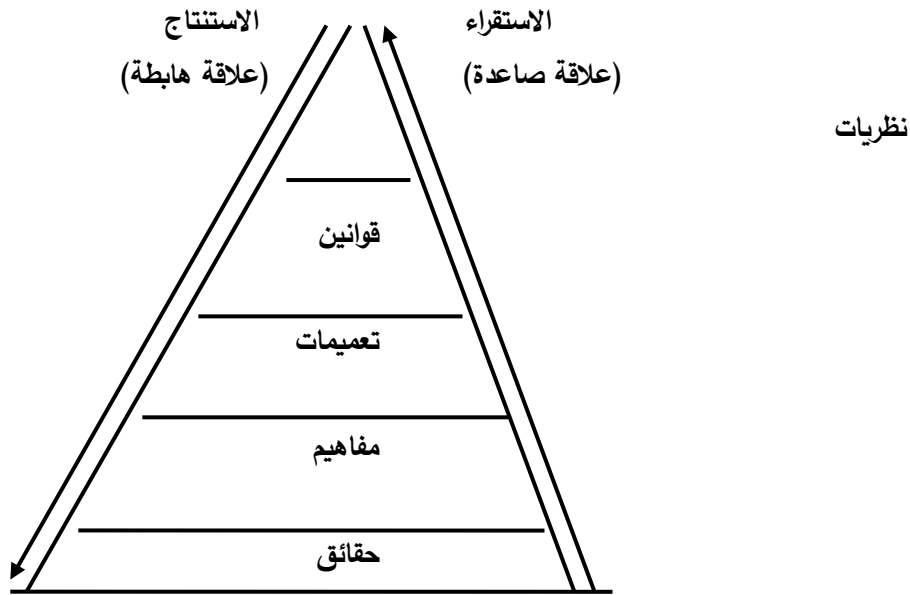 الاستقراء
(علاقة صاعدة)
الاستنتاج
(علاقة هابطة)
نظريات
قوانين
تعميمات
مفاهيم
حقائق